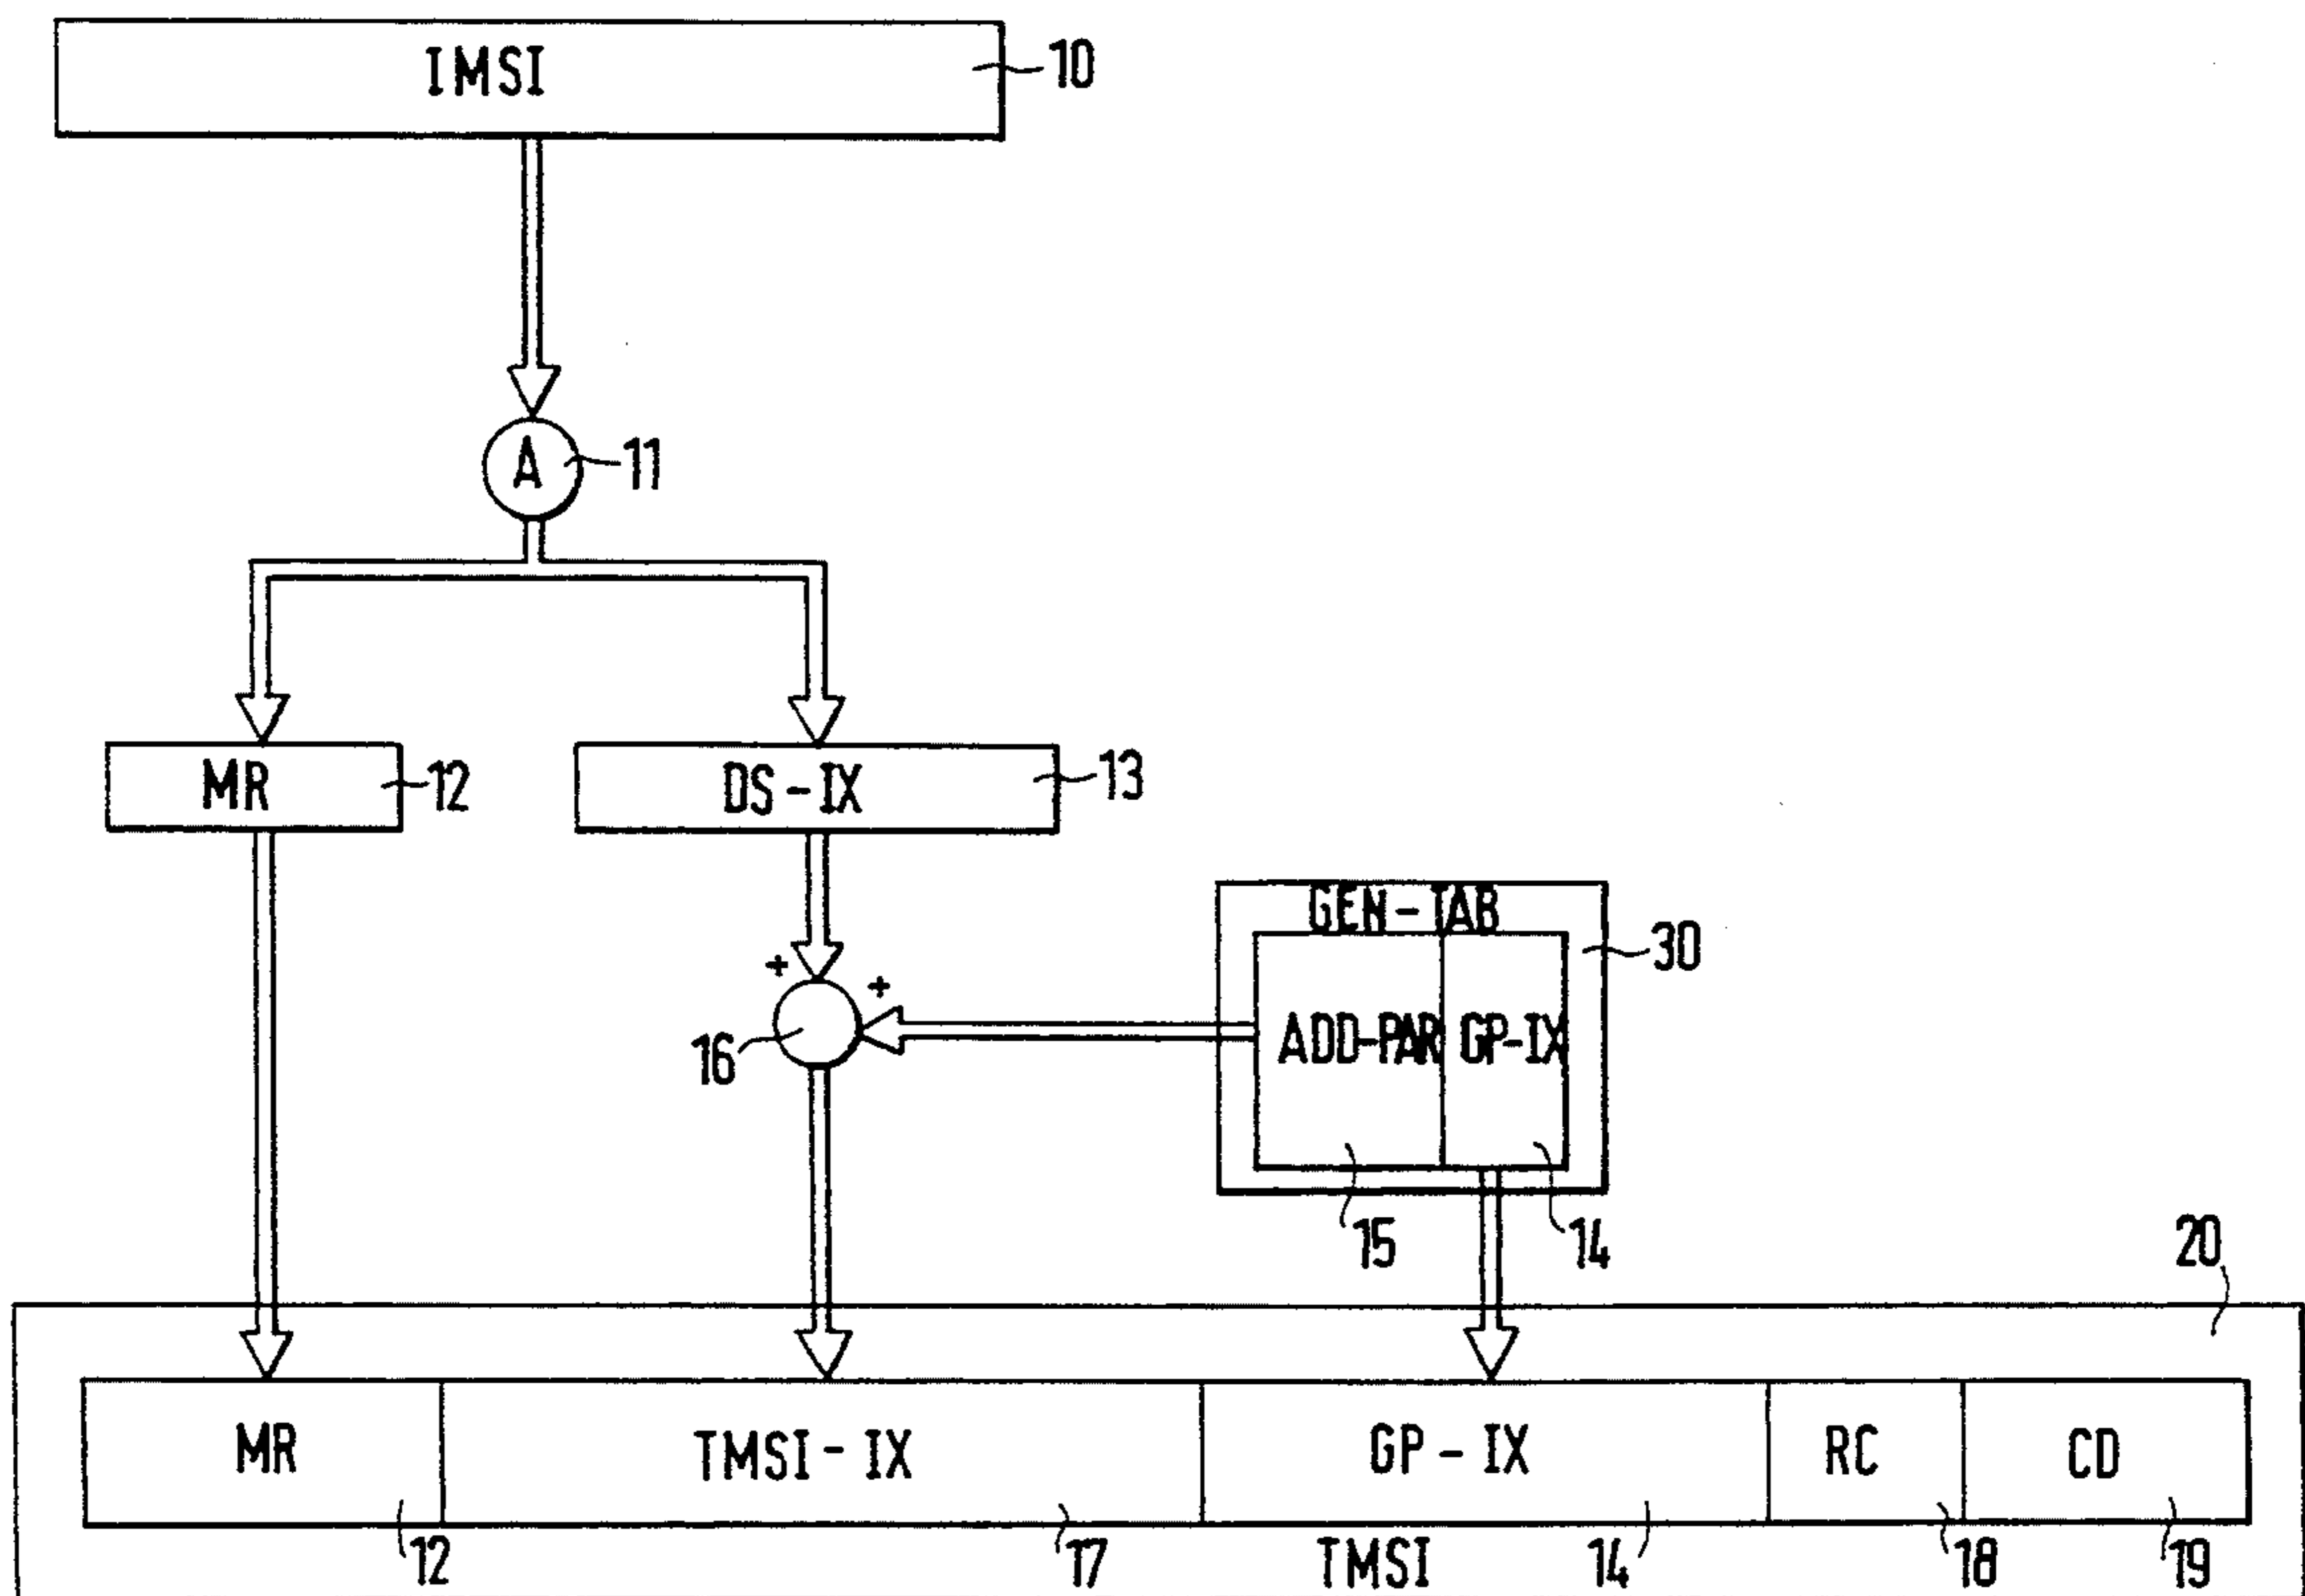 IMSI 10
A 11
MR 12 DS-IX 13
GEN-TAB
30
+ +
ADD-PAR GP-IX
16
15 14
20
MR TMSI-IX GP-IX RC CD
12 17 TMSI 14 18 19